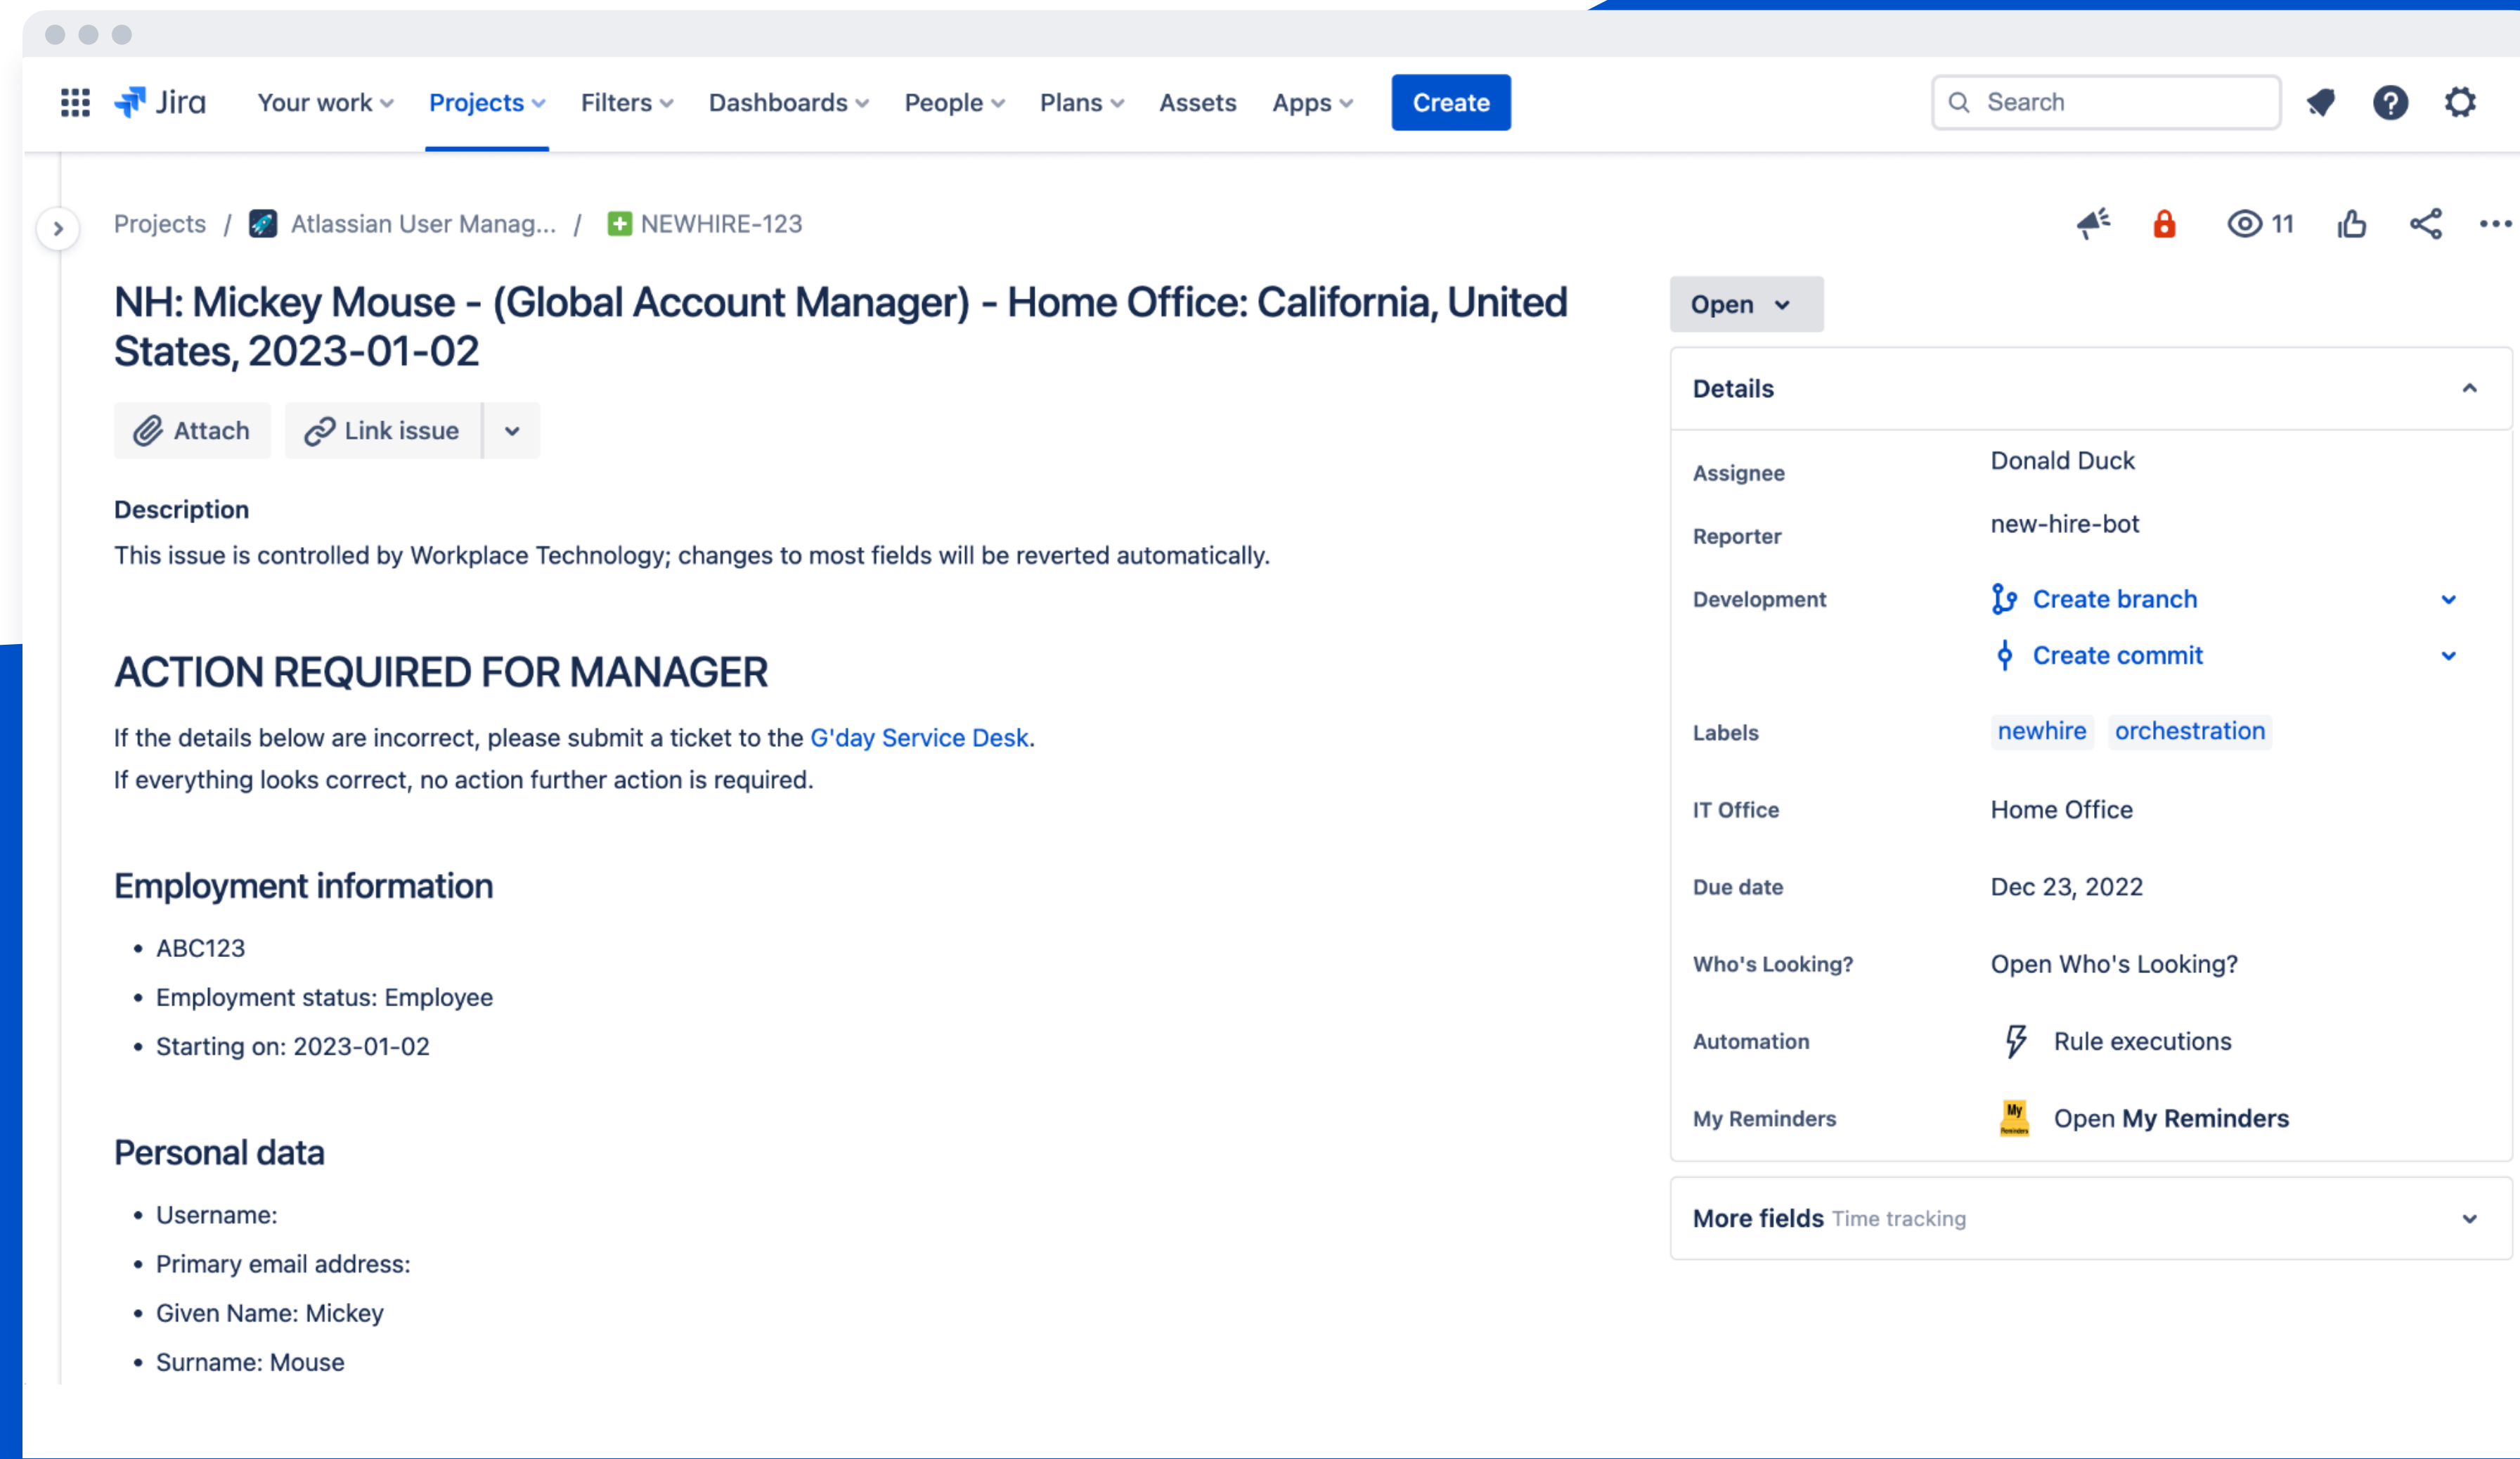 Jira Your work Projects Filters Dashboards People Plans Assets Apps Create Search
Projects / Atlassian User Manag... / NEWHIRE-123
11
NH: Mickey Mouse - (Global Account Manager) - Home Office: California, United
States, 2023-01-02
Attach Link issue
Description
This issue is controlled by Workplace Technology; changes to most fields will be reverted automatically.
ACTION REQUIRED FOR MANAGER
If the details below are incorrect, please submit a ticket to the G'day Service Desk.
If everything looks correct, no action further action is required.
Employment information
• ABC123
• Employment status: Employee
• Starting on: 2023-01-02
Personal data
• Username:
• Primary email address:
• Given Name: Mickey
• Surname: Mouse
Open
Details
Assignee Donald Duck
Reporter new-hire-bot
Development Create branch
Create commit
Labels newhire orchestration
IT Office Home Office
Due date Dec 23, 2022
Who's Looking? Open Who's Looking?
Automation Rule executions
My Reminders My Reminders Open My Reminders
More fields Time tracking